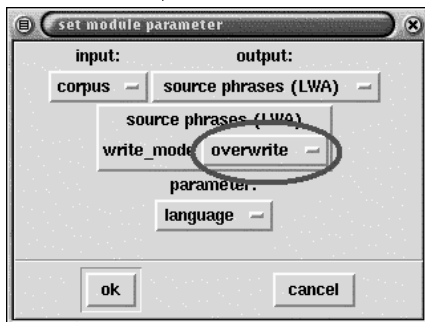 set module parameter
input: output:
corpus source phrases (LWA)
source phrases (LWA)
write_mode overwrite
parameter:
language
ok cancel